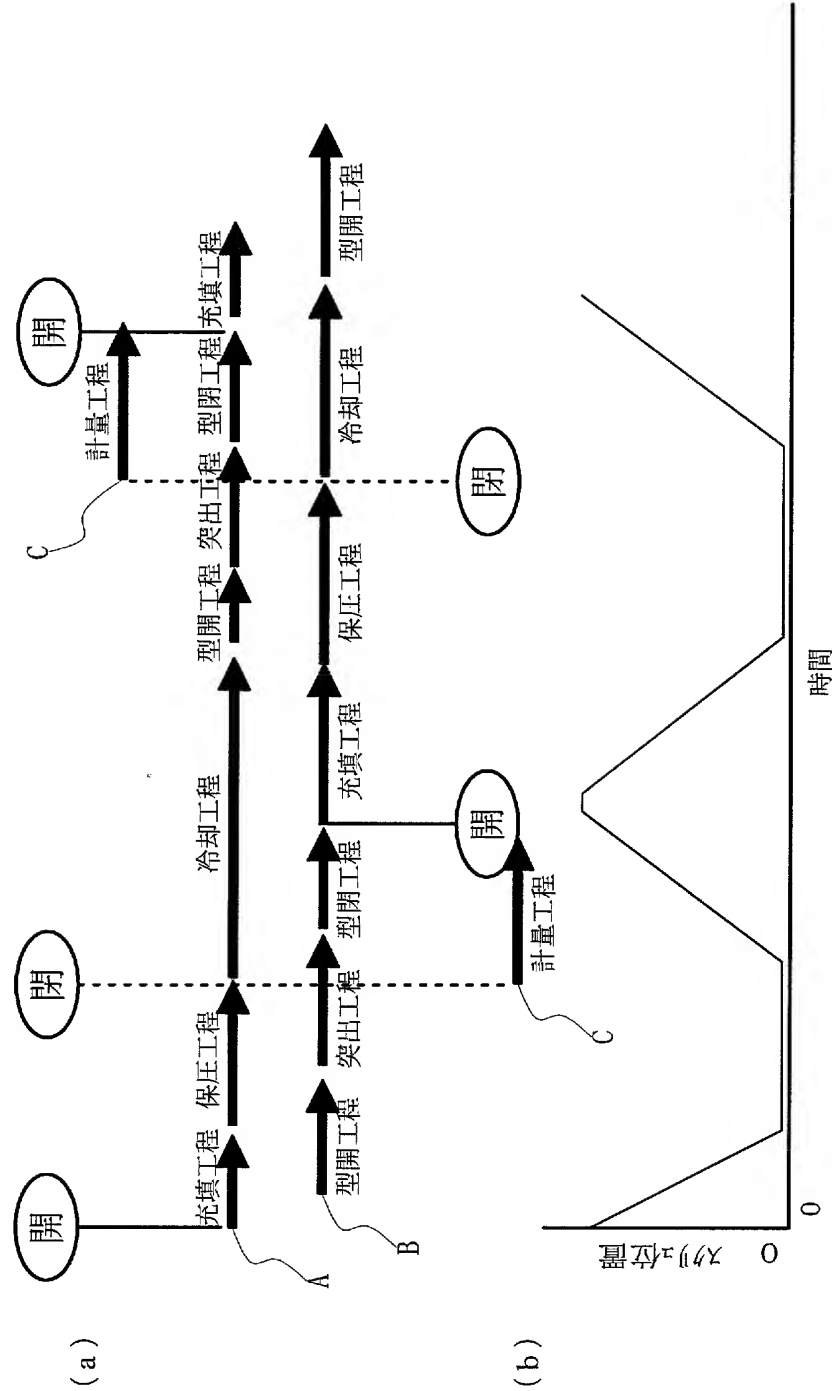 (a)
開
閉
開
C
計量工程
充填工程
保圧工程
冷却工程
型開工程
突出工程
型閉工程
充填工程
A
型開工程
突出工程
型閉工程
充填工程
保圧工程
冷却工程
型開工程
B
開
閉
計量工程
C
(b)
スクリュ位置
0
0
時間